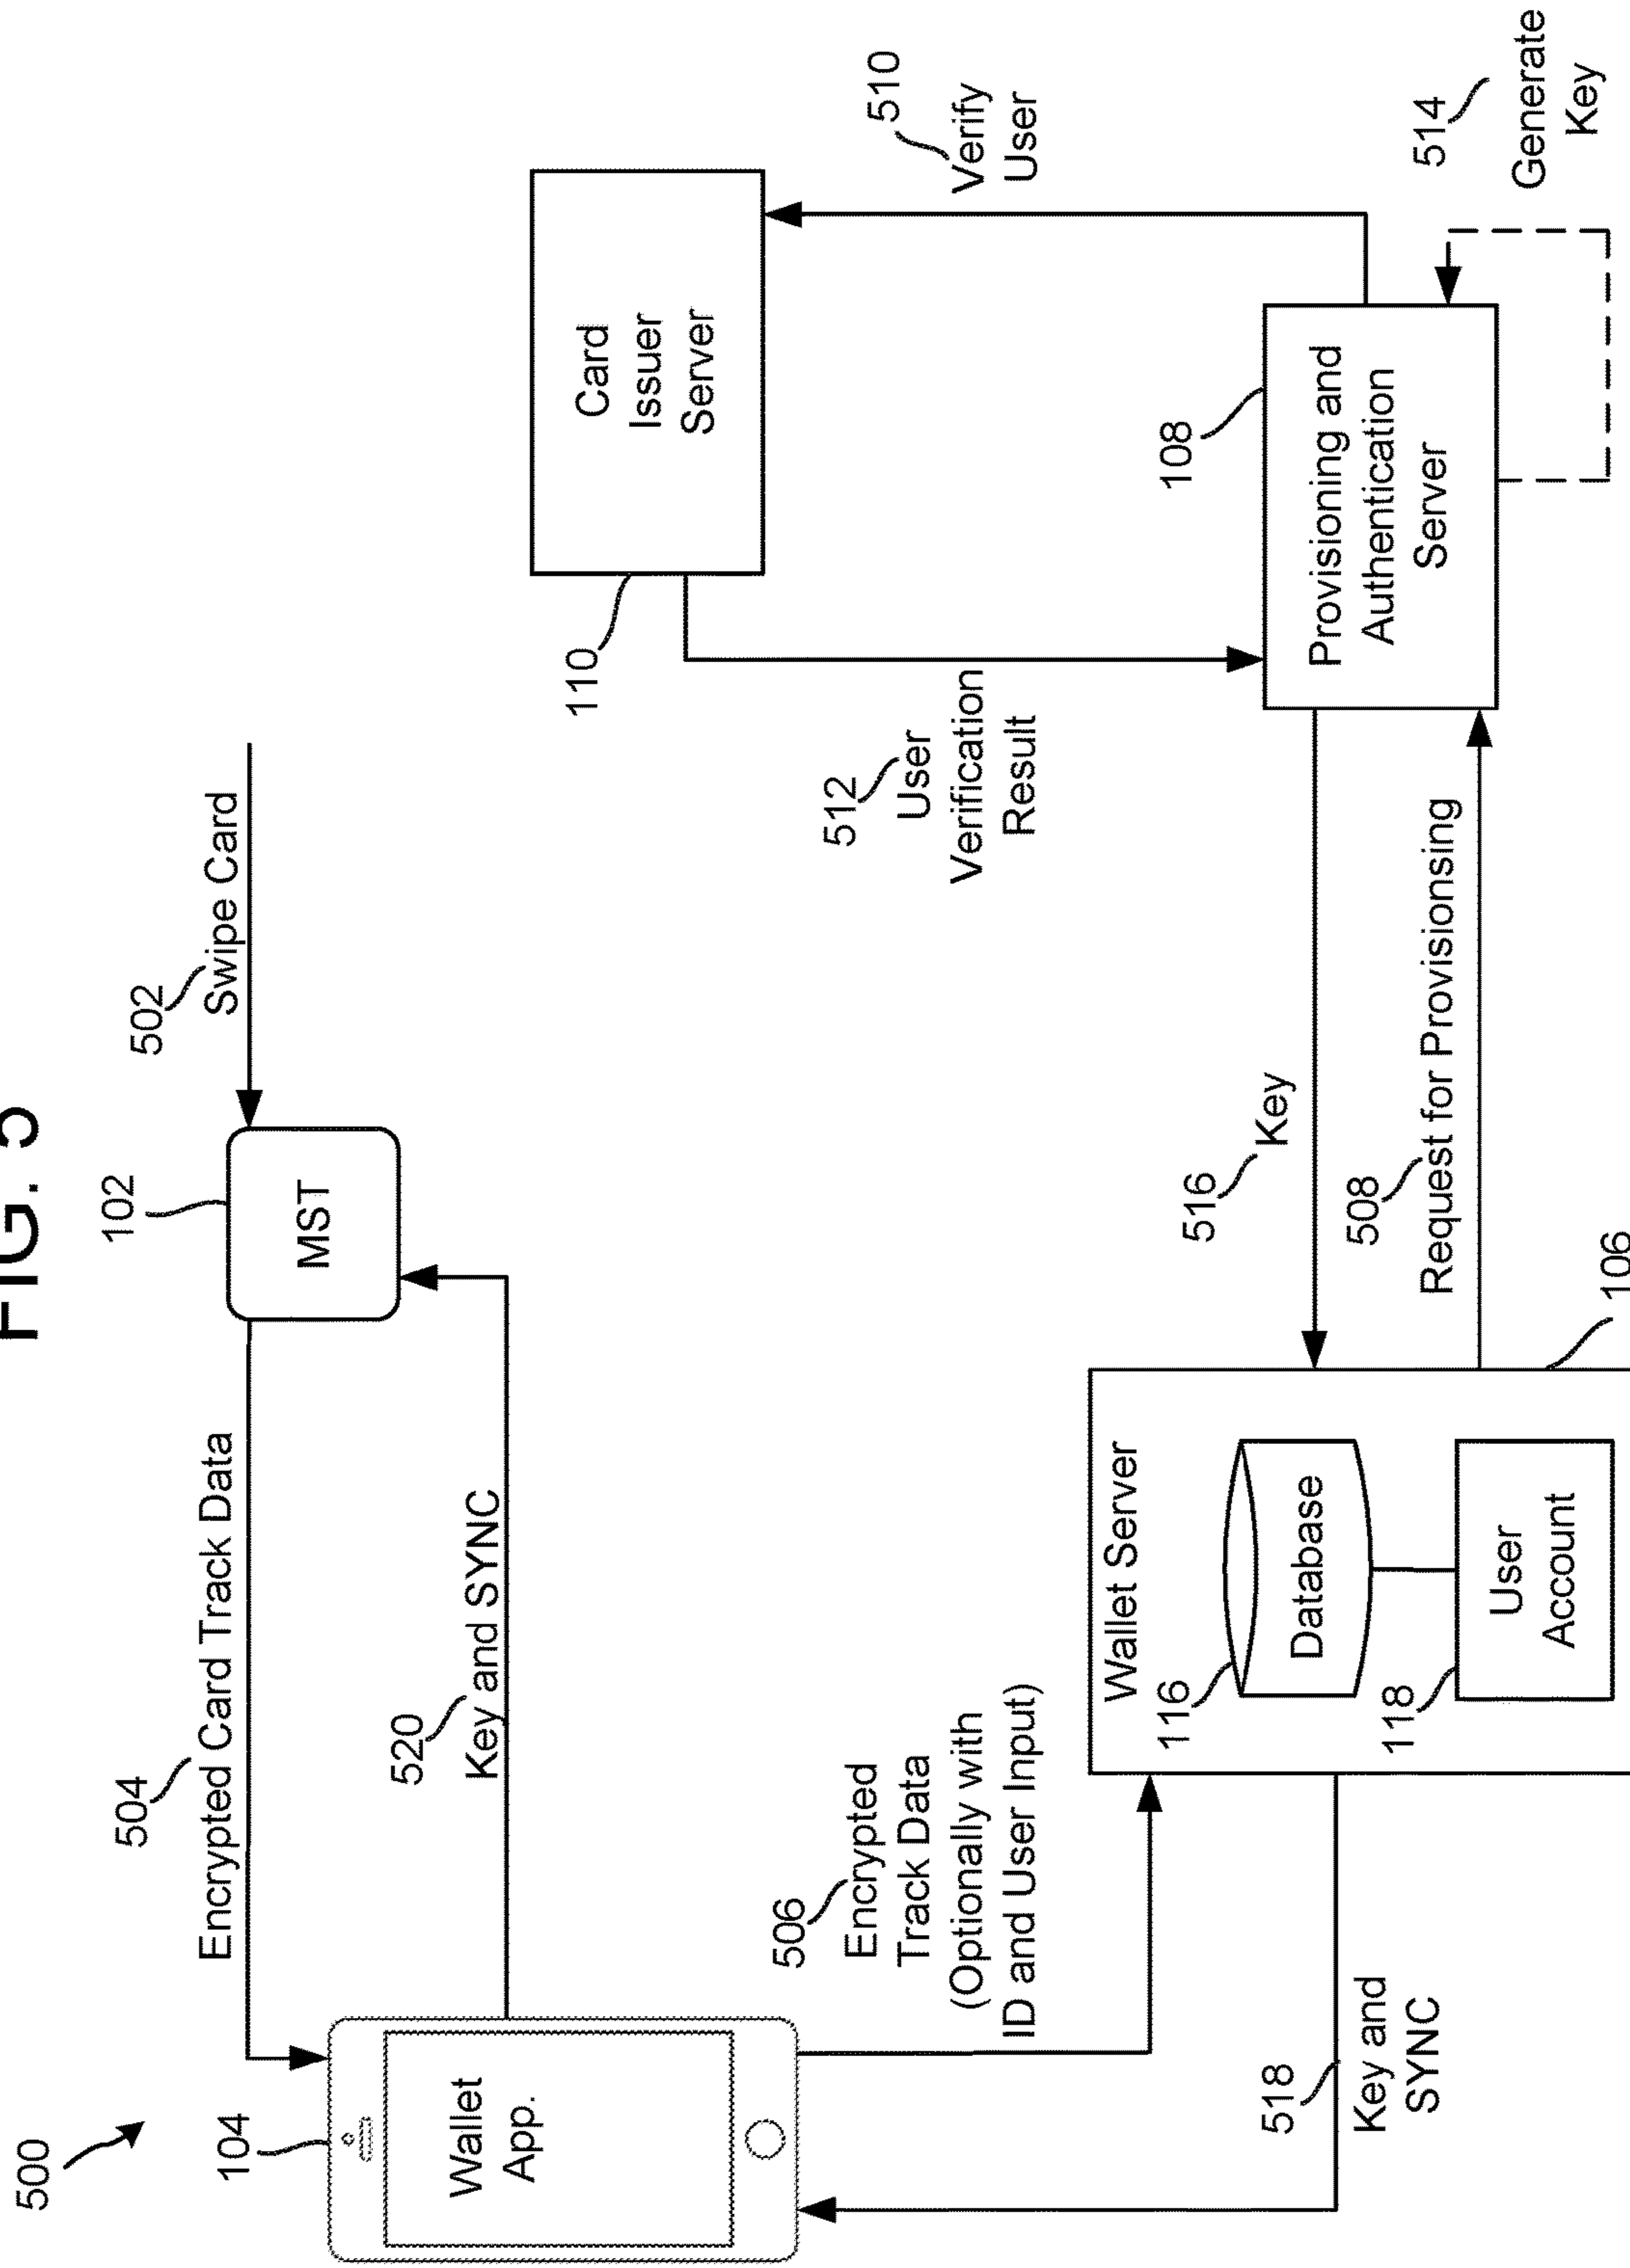 FIG. 5
500
104
Wallet
App.
504
Encrypted Card Track Data
102
MST
502
Swipe Card
520
Key and SYNC
506
Encrypted
Track Data
(Optionally with
ID and User Input)
518
Key and
SYNC
Wallet Server
116
Database
118
User
Account
106
516
Key
508
Request for Provisionsing
110
Card
Issuer
Server
512
User
Verification
Result
510
Verify
User
108
Provisioning and
Authentication
Server
514
Generate
Key